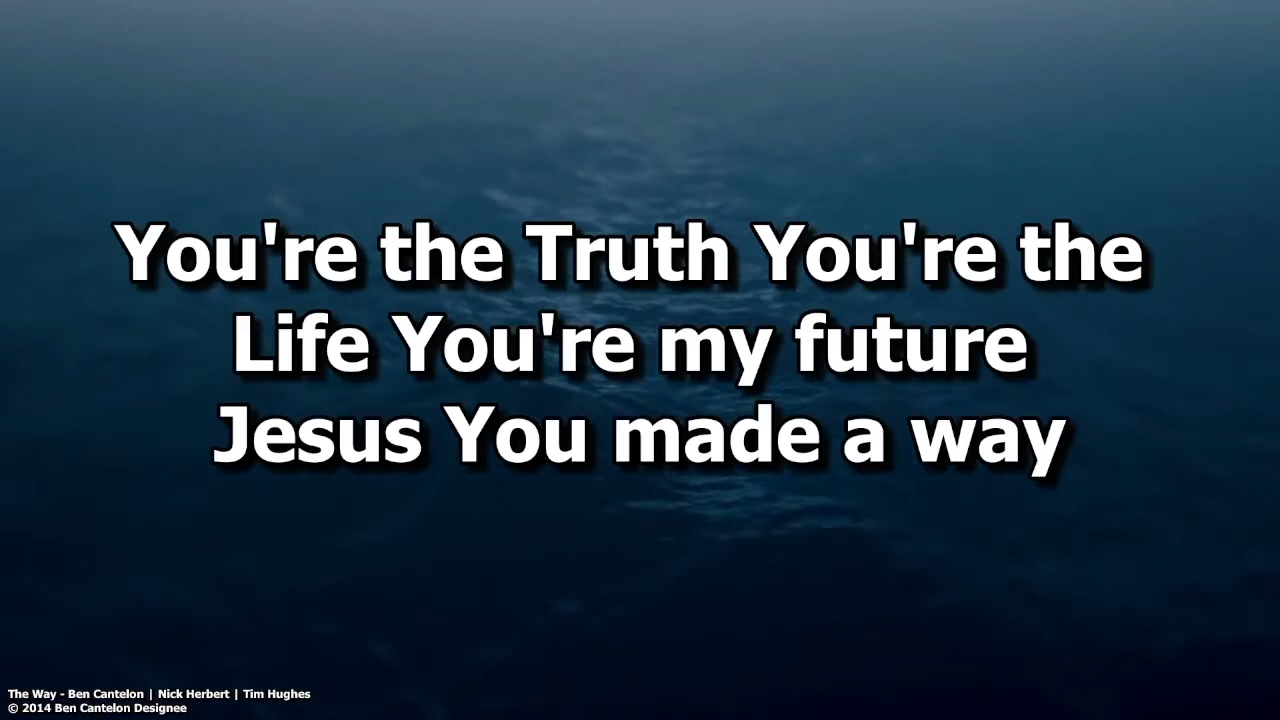 You're the Truth You're the
Life You're my future
Jesus You made a way
The Way - Ben Cantelon | Nick Herbert | Tim Hughes
© 2014 Ben Cantelon Designee